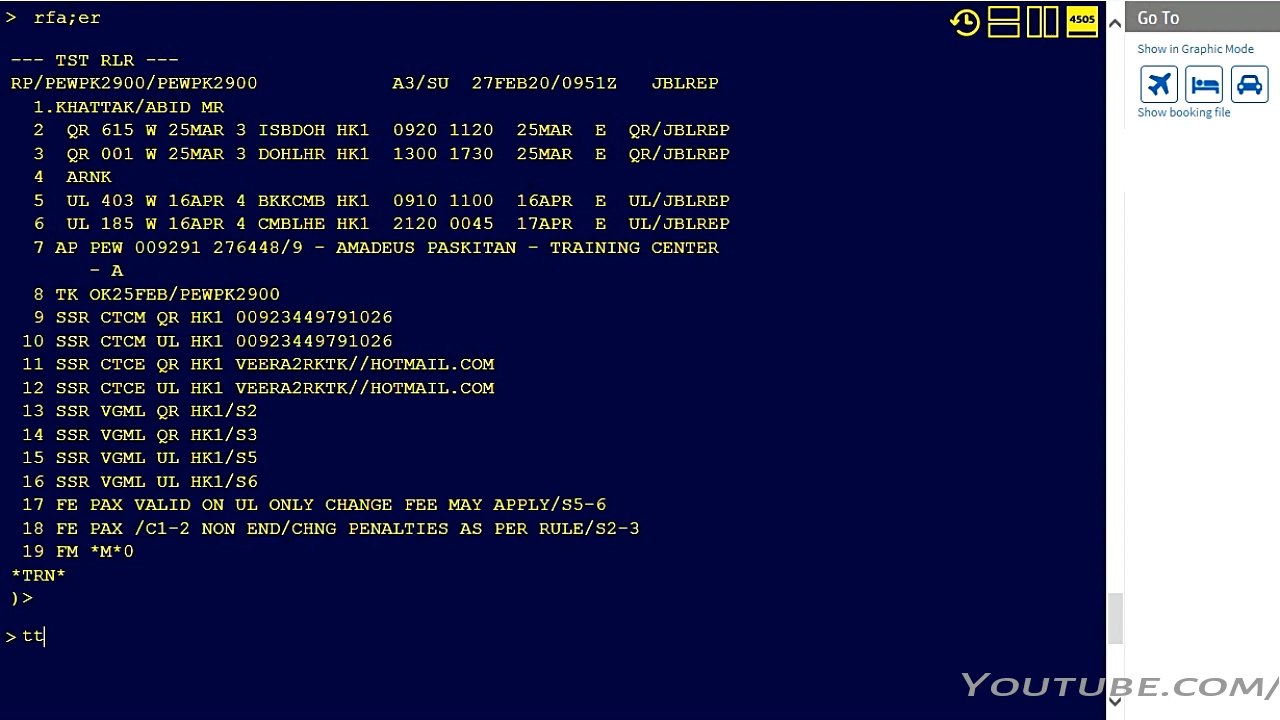 > rfa;er
4505
Go To
--- TST RLR ---
Show in Graphic Mode
RP/PEWPK2900/PEWPK2900 A3/SU 27FEB20/0951Z JBLREP
1.KHATTAK/ABID MR
Show booking file
2 QR 615 W 25MAR 3 ISBDOH HK1 0920 1120 25MAR E QR/JBLREP
3 QR 001 W 25MAR 3 DOHLHR HK1 1300 1730 25MAR E QR/JBLREP
4 ARNK
5 UL 403 W 16APR 4 BKKCMB HK1 0910 1100 16APR E UL/JBLREP
6 UL 185 W 16APR 4 CMBLHE HK1 2120 0045 17APR E UL/JBLREP
7 AP PEW 009291 276448/9 - AMADEUS PASKITAN - TRAINING CENTER
- A
8 TK OK25FEB/PEWPK2900
9 SSR CTCM QR HK1 00923449791026
10 SSR CTCM UL HK1 00923449791026
11 SSR CTCE QR HK1 VEERA2RKTK//HOTMAIL.COM
12 SSR CTCE UL HK1 VEERA2RKTK//HOTMAIL.COM
13 SSR VGML QR HK1/S2
14 SSR VGML QR HK1/S3
15 SSR VGML UL HK1/S5
16 SSR VGML UL HK1/S6
17 FE PAX VALID ON UL ONLY CHANGE FEE MAY APPLY/S5-6
18 FE PAX /C1-2 NON END/CHNG PENALTIES AS PER RULE/S2-3
19 FM *M*0
*TRN*
)>
> tt
YOUTUBE.COM/